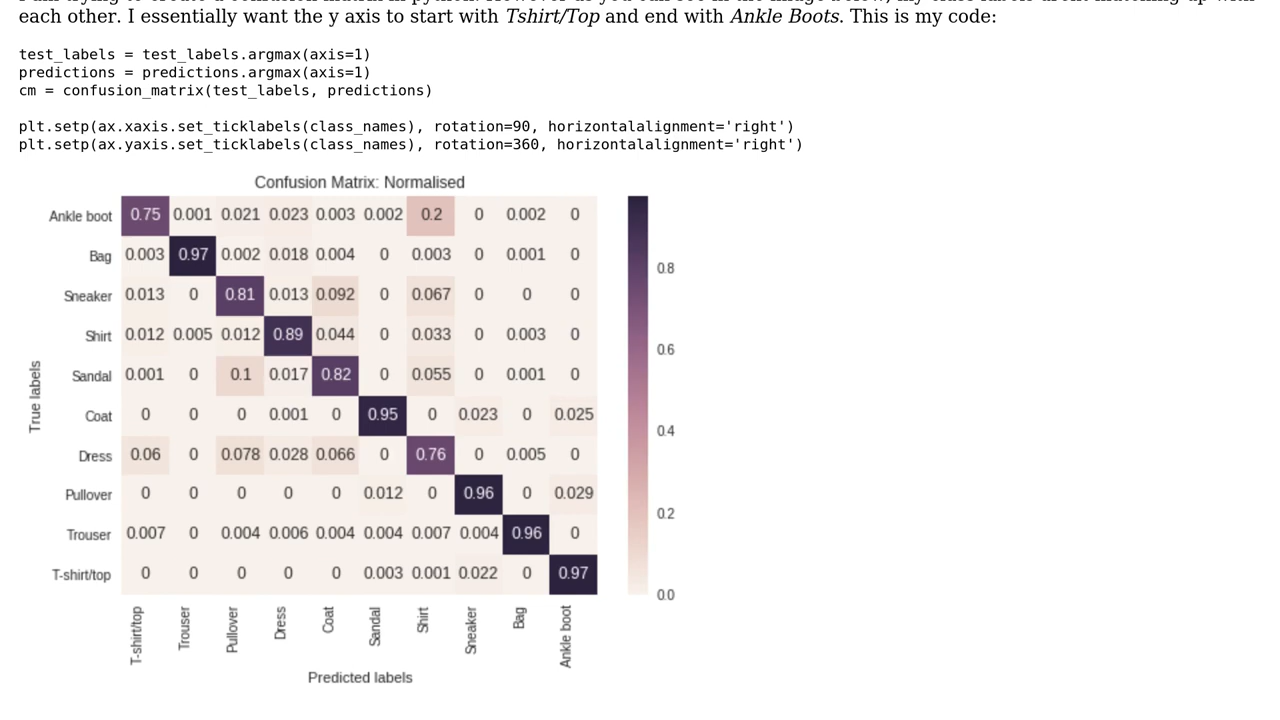 each other. I essentially want the y axis to start with Tshirt/Top and end with Ankle Boots. This is my code:
test_labels = test_labels.argmax(axis=1)
predictions = predictions.argmax(axis=1)
cm = confusion_matrix(test_labels, predictions)
plt.setp(ax.xaxis.set_ticklabels(class_names), rotation=90, horizontalalignment='right')
plt.setp(ax.yaxis.set_ticklabels(class_names), rotation=360, horizontalalignment='right')
Confusion Matrix: Normalised
Ankle boot 0.75 0.001 0.021 0.023 0.003 0.002 0.2 0 0.002 0
Bag 0.003 0.97 0.002 0.018 0.004 0 0.003 0 0.001 0
Sneaker 0.013 0 0.81 0.013 0.092 0 0.067 0 0 0
Shirt 0.012 0.005 0.012 0.89 0.044 0 0.033 0 0.003 0
Sandal 0.001 0 0.1 0.017 0.82 0 0.055 0 0.001 0
Coat 0 0 0 0.001 0 0.95 0 0.023 0 0.025
Dress 0.06 0 0.078 0.028 0.066 0 0.76 0 0.005 0
Pullover 0 0 0 0 0 0.012 0 0.96 0 0.029
Trouser 0.007 0 0.004 0.006 0.004 0.004 0.007 0.004 0.96 0
T-shirt/top 0 0 0 0 0 0.003 0.001 0.022 0 0.97
True labels
T-shirt/top Trouser Pullover Dress Coat Sandal Shirt Sneaker Bag Ankle boot
Predicted labels
0.8
0.6
0.4
0.2
0.0